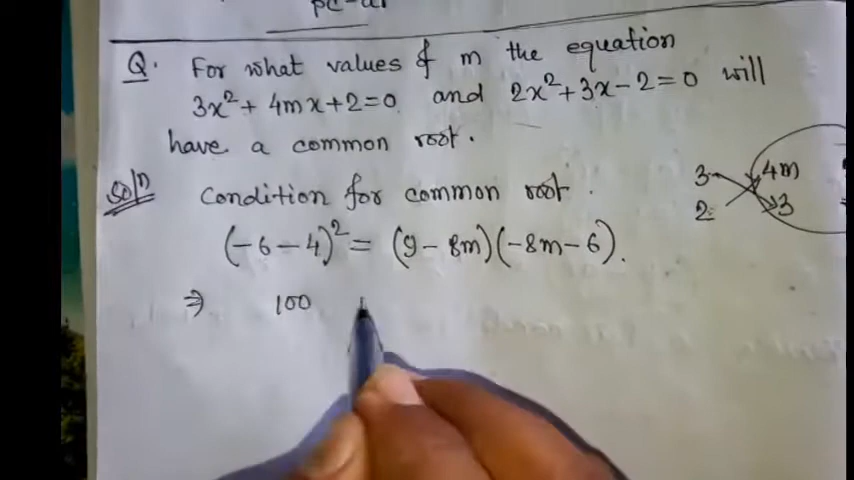 Q. For what values of m the equation
3x²+ 4mx+2=0 and 2x²+3x-2=0 will
have a common root.
Solⁿ Condition for common root.
3 4m
2 3
(-6-4)² = (9-8m)(-8m-6).
⇒ 100